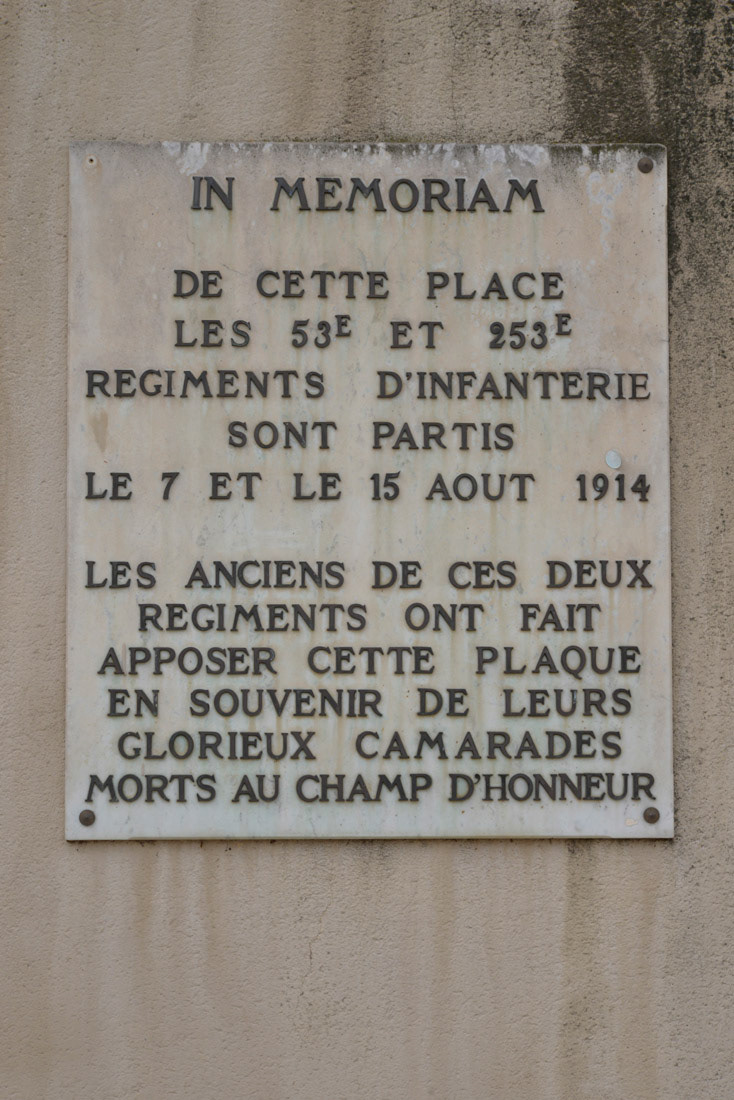 IN MEMORIAM
DE CETTE PLACE
LES 53E ET 253E
REGIMENTS D'INFANTERIE
SONT PARTIS
LE 7 ET LE 15 AOUT 1914
LES ANCIENS DE CES DEUX
REGIMENTS ONT FAIT
APPOSER CETTE PLAQUE
EN SOUVENIR DE LEURS
GLORIEUX CAMARADES
MORTS AU CHAMP D'HONNEUR